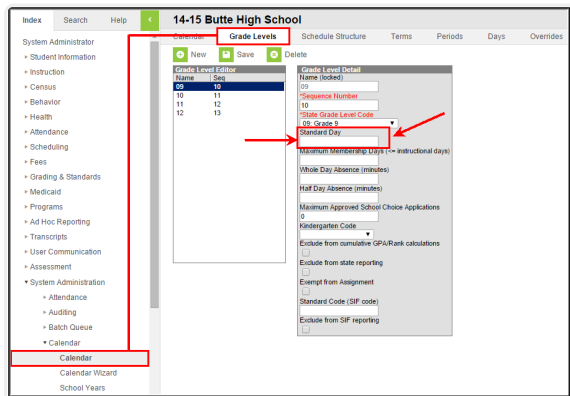 Index Search Help
14-15 Butte High School
Calendar Grade Levels Schedule Structure Terms Periods Days Overrides
New Save Delete
System Administrator
Student Information
Instruction
Census
Behavior
Health
Attendance
Scheduling
Fees
Grading & Standards
Medicaid
Programs
Ad Hoc Reporting
Transcripts
User Communication
Assessment
System Administration
Attendance
Auditing
Batch Queue
Calendar
Calendar
Calendar Wizard
School Years
Grade Level Editor
Name Seq
09 10
10 11
11 12
12 13
Grade Level Detail
Name (locked)
09
*Sequence Number
10
*State Grade Level Code
09: Grade 9
Standard Day
Maximum Membership Days (<= instructional days)
Whole Day Absence (minutes)
Half Day Absence (minutes)
Maximum Approved School Choice Applications
0
Kindergarten Code
Exclude from cumulative GPA/Rank calculations
Exclude from state reporting
Exempt from Assignment
Standard Code (SIF code)
Exclude from SIF reporting